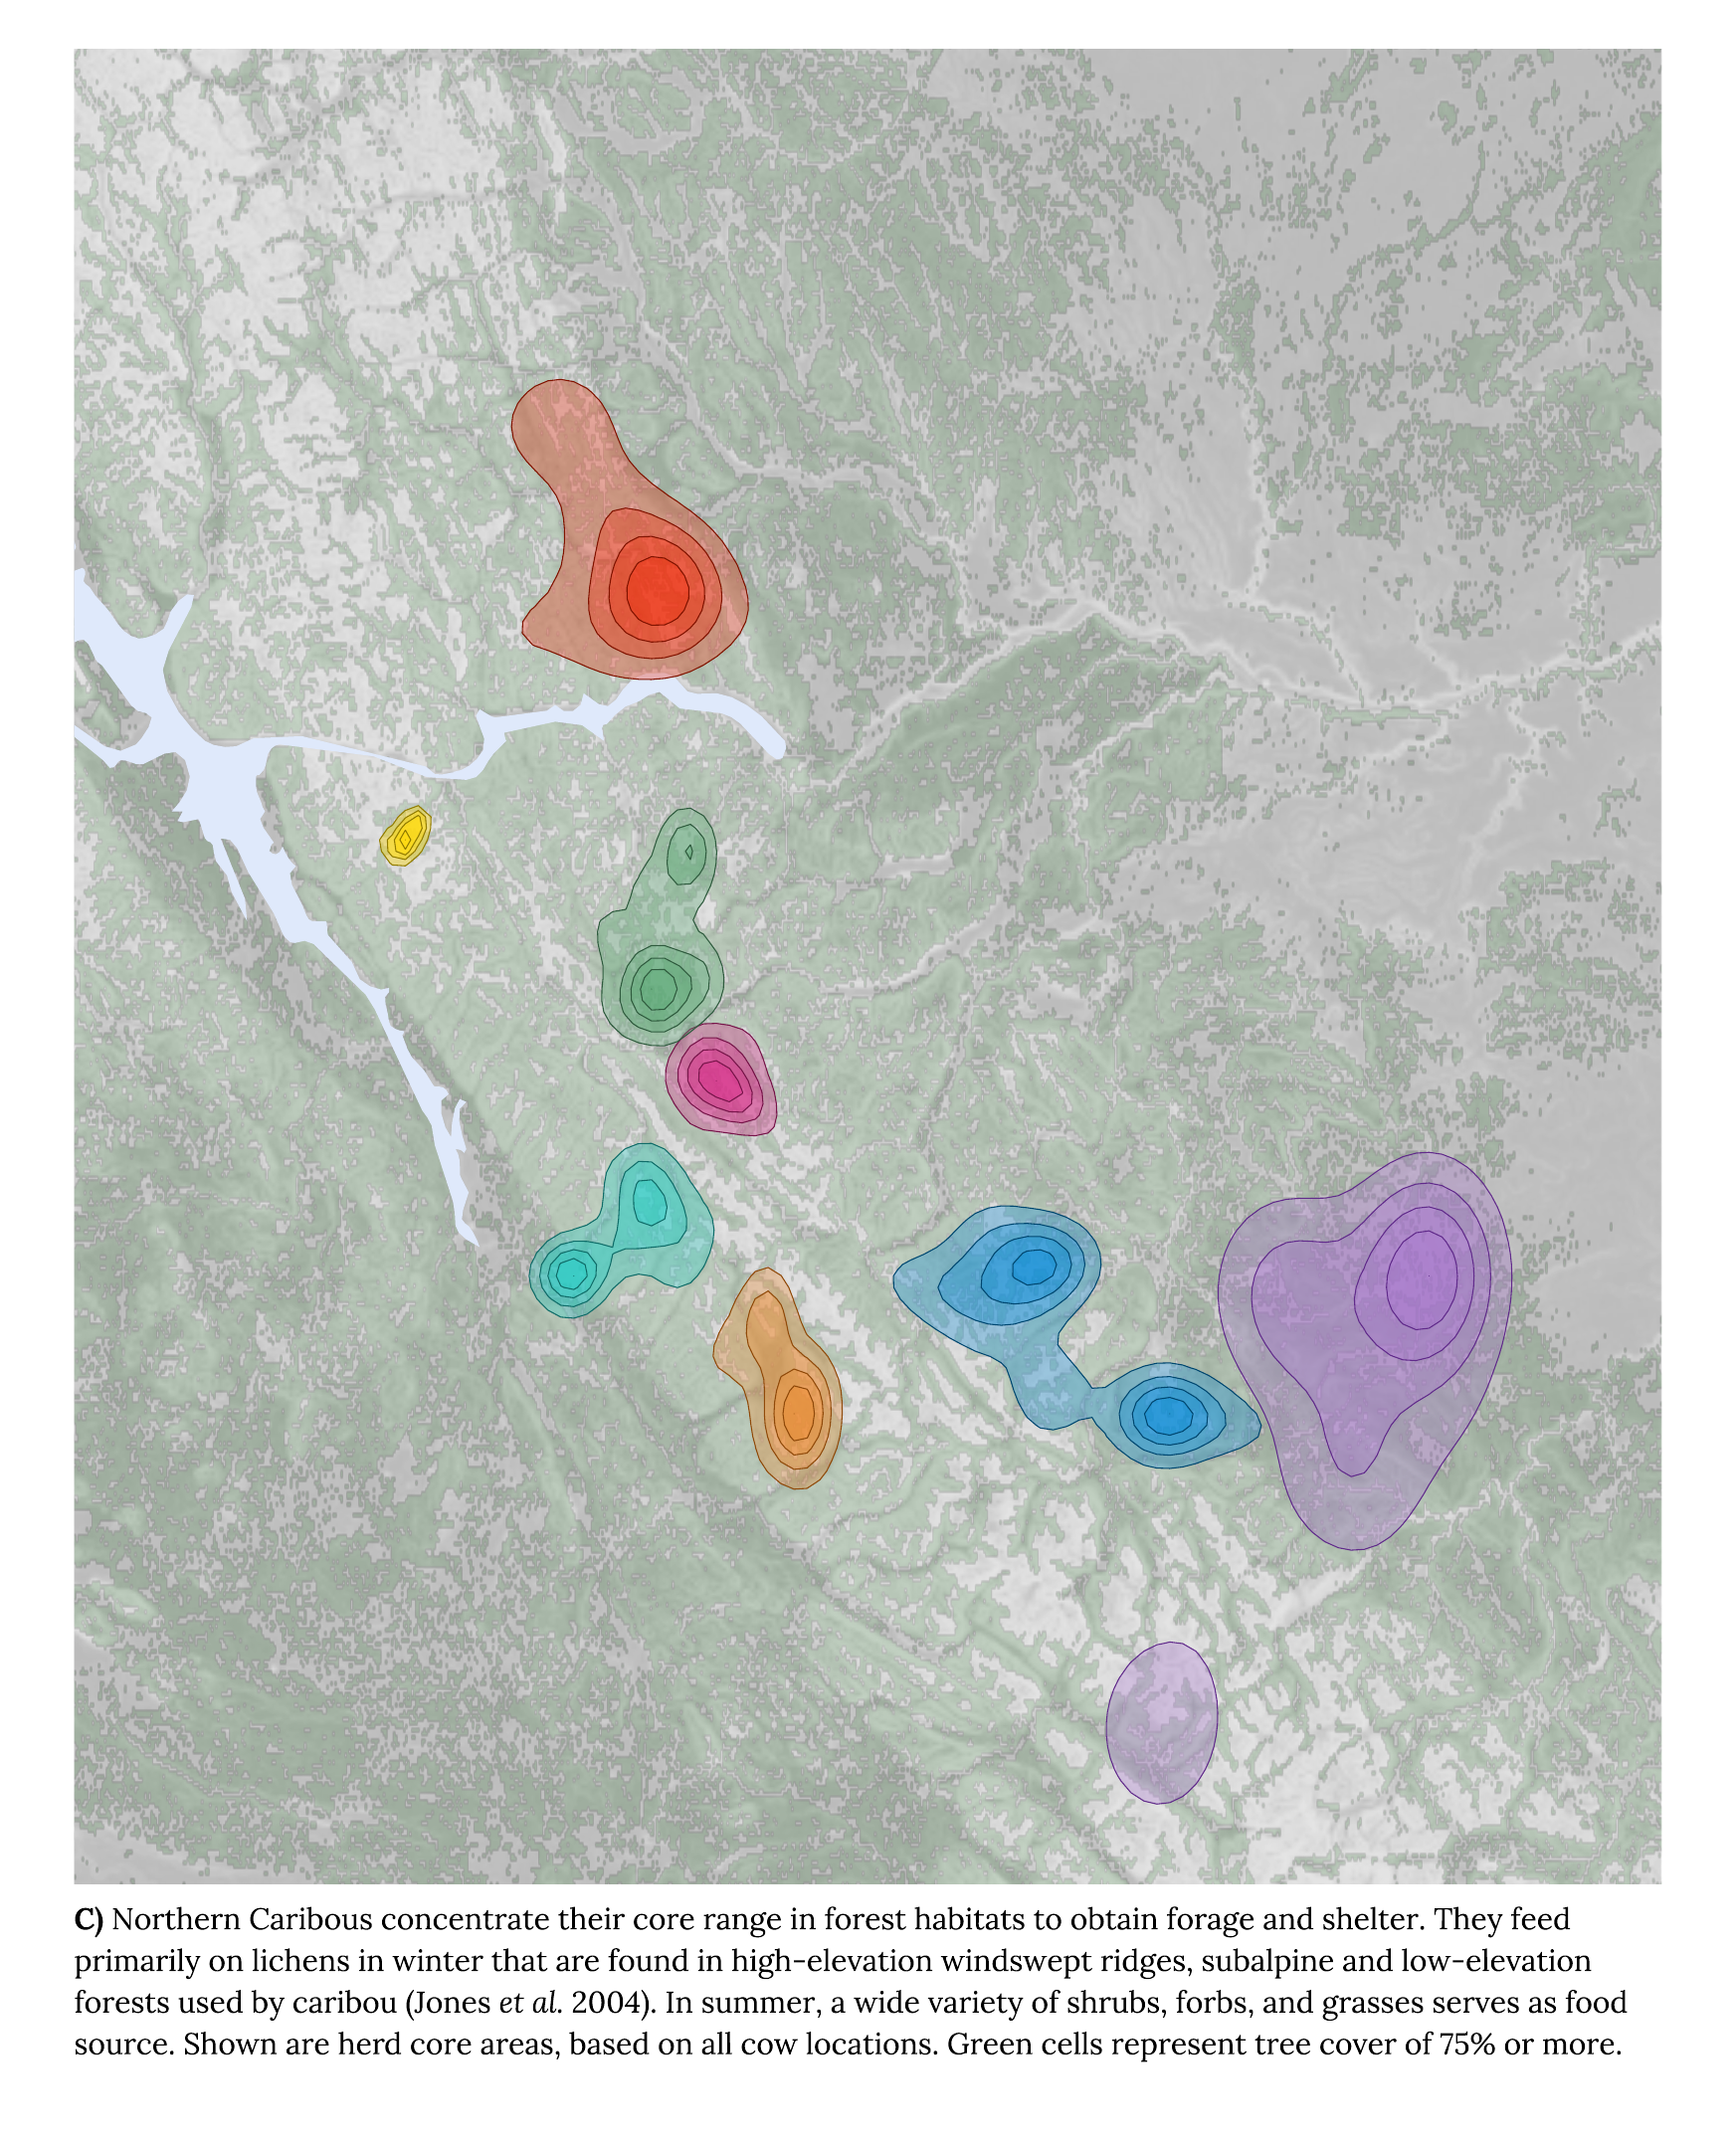 C) Northern Caribous concentrate their core range in forest habitats to obtain forage and shelter. They feed
primarily on lichens in winter that are found in high-elevation windswept ridges, subalpine and low-elevation
forests used by caribou (Jones et al. 2004). In summer, a wide variety of shrubs, forbs, and grasses serves as food
source. Shown are herd core areas, based on all cow locations. Green cells represent tree cover of 75% or more.